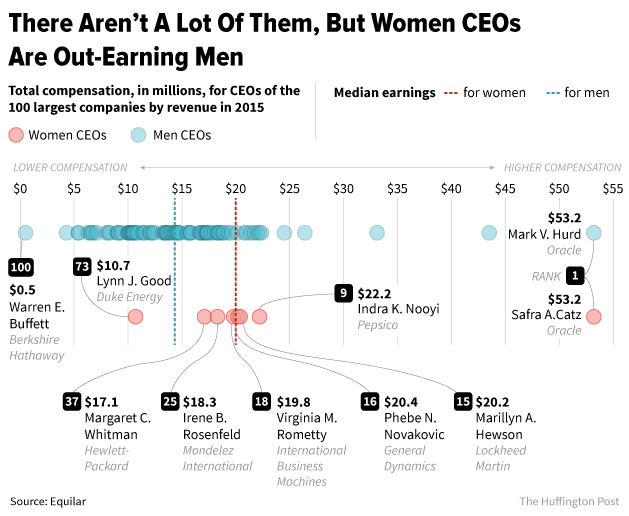 There Aren’t A Lot Of Them, But Women CEOs
Are Out-Earning Men
Total compensation, in millions, for CEOs of the
100 largest companies by revenue in 2015
Median earnings for women for men
Women CEOs Men CEOs
LOWER COMPENSATION HIGHER COMPENSATION
$0 $5 $10 $15 $20 $25 $30 $35 $40 $45 $50 $55
$53.2
Mark V. Hurd
Oracle
RANK 1
$53.2
Safra A.Catz
Oracle
100
$0.5
Warren E.
Buffett
Berkshire
Hathaway
73 $10.7
Lynn J. Good
Duke Energy
9 $22.2
Indra K. Nooyi
Pepsico
37 $17.1
Margaret C.
Whitman
Hewlett-
Packard
25 $18.3
Irene B.
Rosenfeld
Mondelez
International
18 $19.8
Virginia M.
Rometty
International
Business
Machines
16 $20.4
Phebe N.
Novakovic
General
Dynamics
15 $20.2
Marillyn A.
Hewson
Lockheed
Martin
Source: Equilar
The Huffington Post